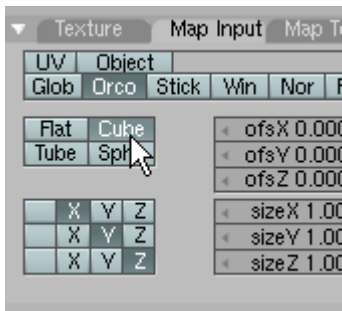 Texture Map Input Map T
UV Object
Glob Orco Stick Win Nor
Flat Cube ofsX 0.000
Tube ofsY 0.000
ofsZ 0.000
X Y Z sizeX 1.00
X Y Z sizeY 1.00
X Y Z sizeZ 1.00